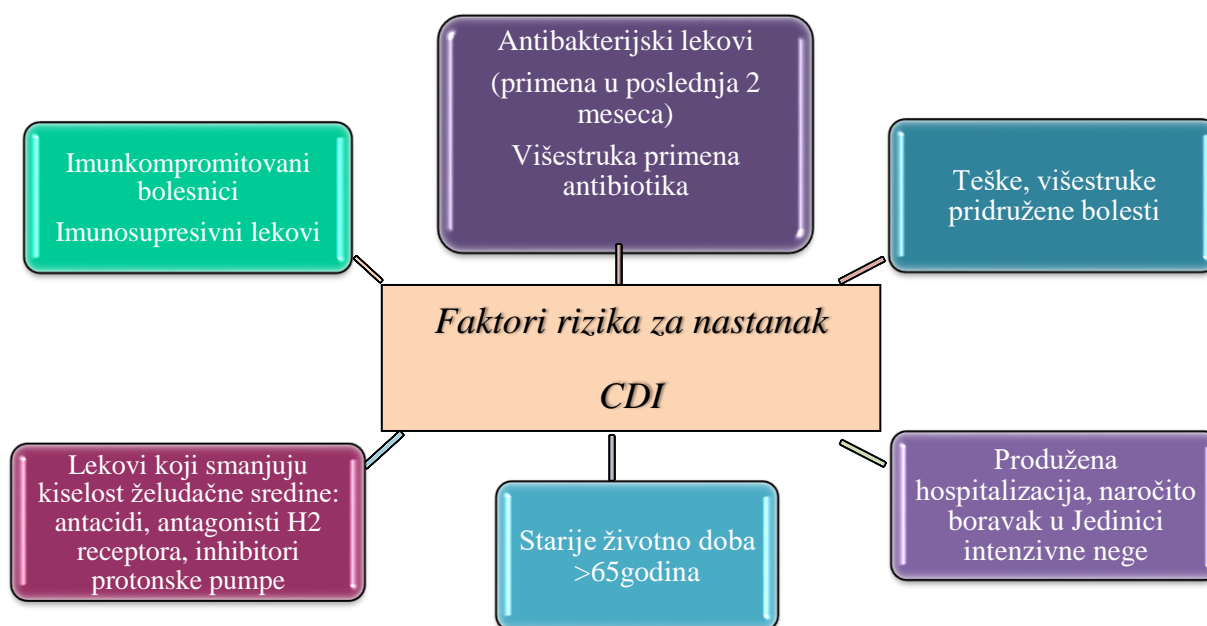 Antibakterijski lekovi
(primena u poslednja 2
meseca)
Višestruka primena
antibiotika
Imunkompromitovani
bolesnici
Imunosupresivni lekovi
Teške, višestruke
pridružene bolesti
Faktori rizika za nastanak
CDI
Lekovi koji smanjuju
kiselost želudačne sredine:
antacidi, antagonisti H2
receptora, inhibitori
protonske pumpe
Starije životno doba
>65godina
Produžena
hospitalizacija, naročito
boravak u Jedinici
intenzivne nege